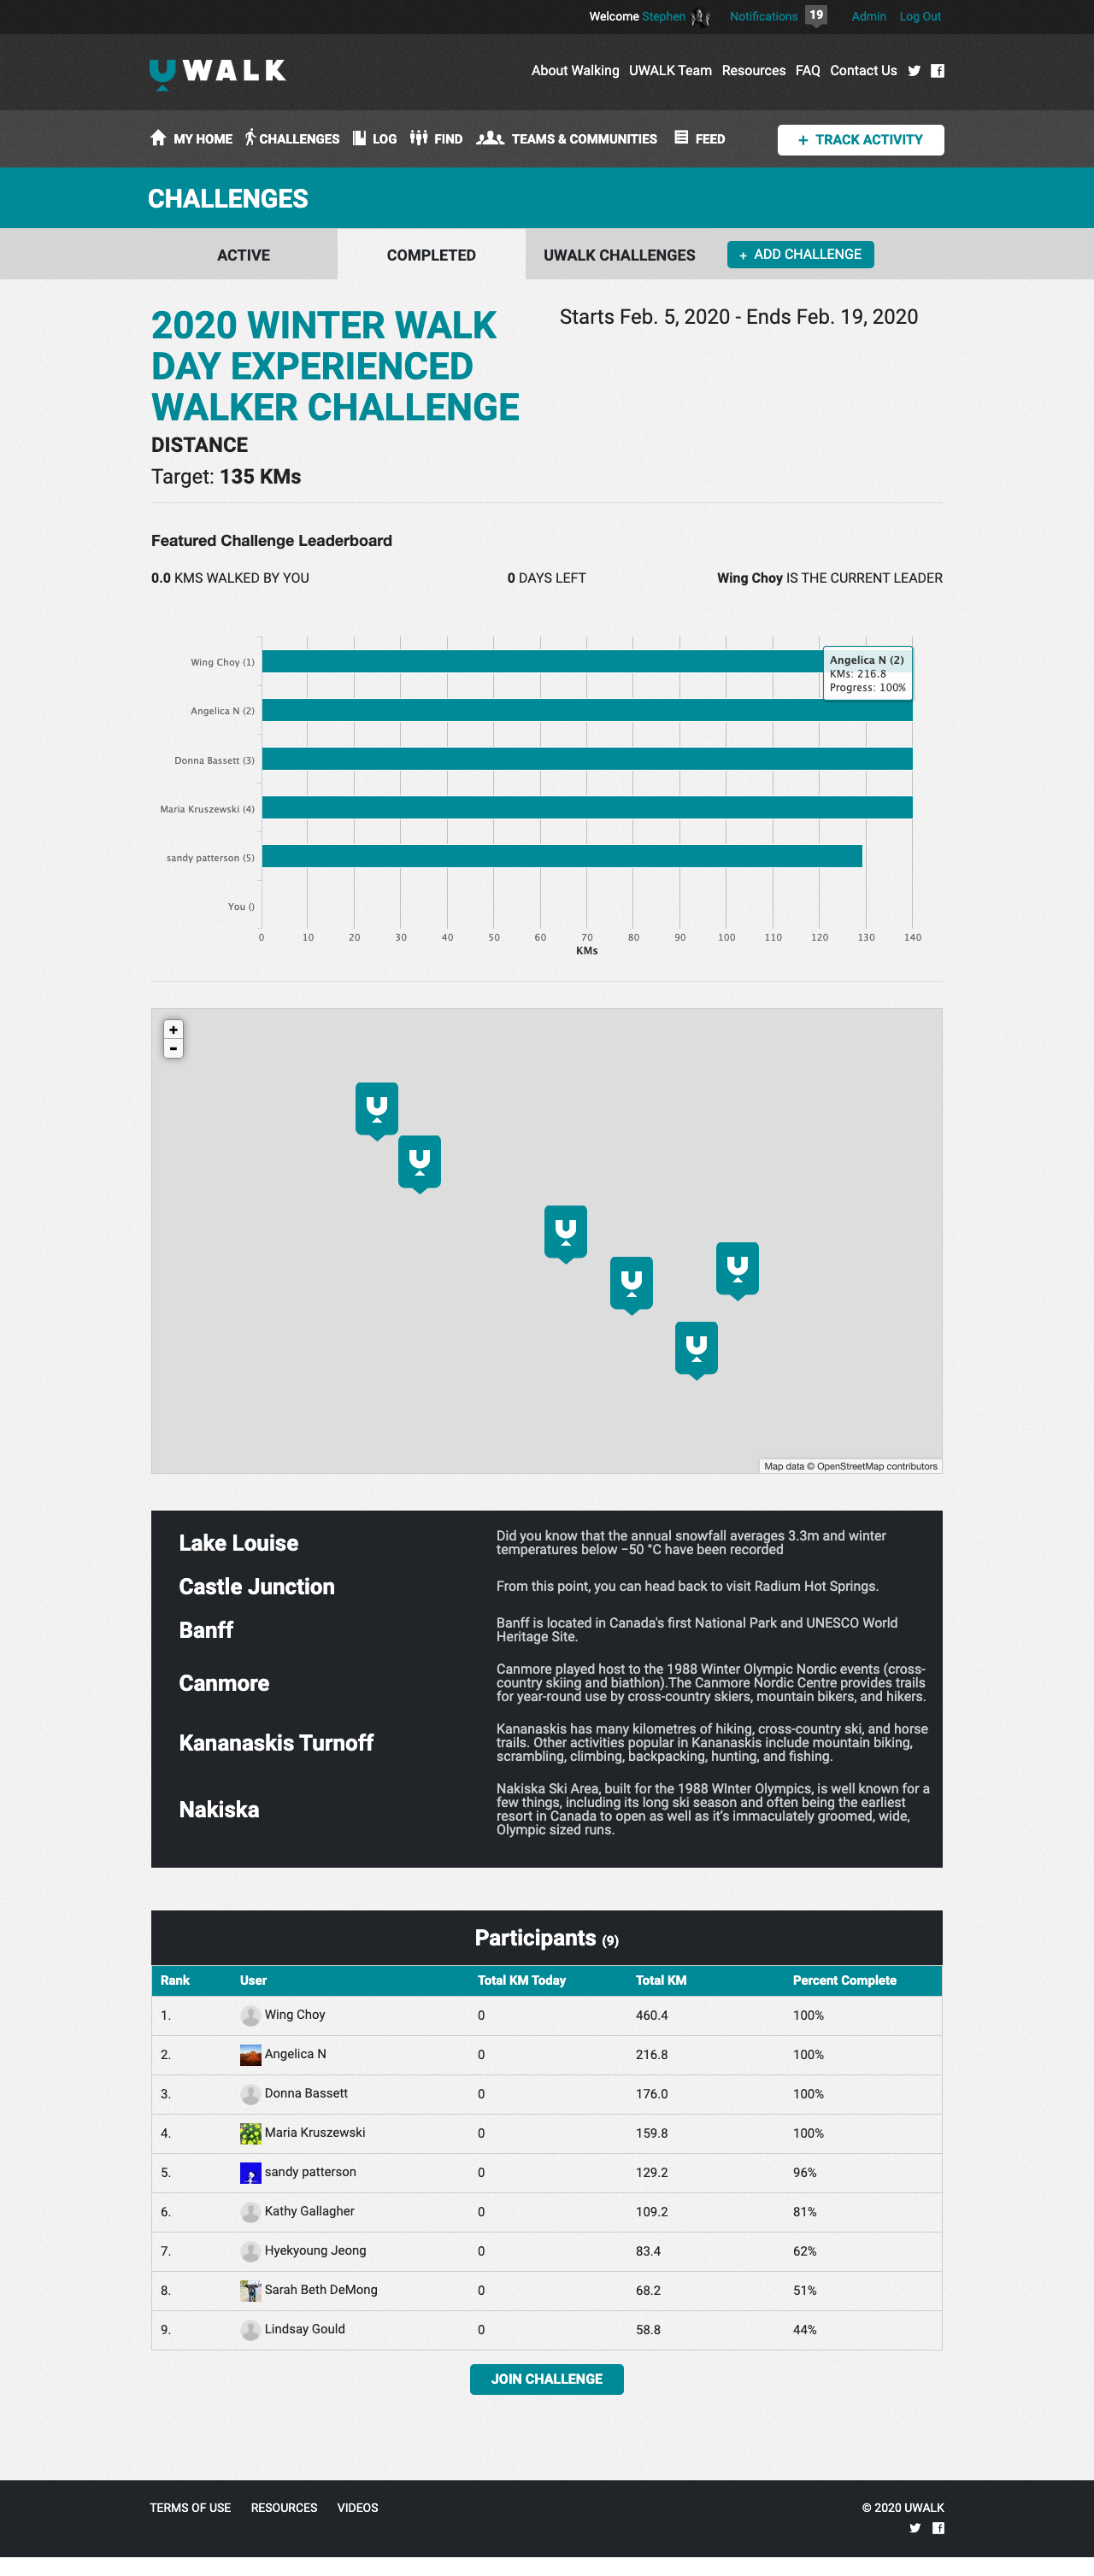 Welcome Stephen Notifications 19 Admin Log Out
UWALK
About Walking UWALK Team Resources FAQ Contact Us
MY HOME CHALLENGES LOG FIND TEAMS & COMMUNITIES FEED + TRACK ACTIVITY
CHALLENGES
ACTIVE COMPLETED UWALK CHALLENGES + ADD CHALLENGE
2020 WINTER WALK
DAY EXPERIENCED
WALKER CHALLENGE
Starts Feb. 5, 2020 - Ends Feb. 19, 2020
DISTANCE
Target: 135 KMs
Featured Challenge Leaderboard
0.0 KMS WALKED BY YOU 0 DAYS LEFT Wing Choy IS THE CURRENT LEADER
Wing Choy (1)
Angelica N (2)
KMs: 216.8
Progress: 100%
Angelica N (2)
Donna Bassett (3)
Maria Kruszewski (4)
sandy patterson (5)
You ()
0 10 20 30 40 50 60 70 80 90 100 110 120 130 140
KMs
+
-
U
U
U
U
U
U
Map data © OpenStreetMap contributors
Lake Louise
Did you know that the annual snowfall averages 3.3m and winter
temperatures below −50 °C have been recorded
Castle Junction
From this point, you can head back to visit Radium Hot Springs.
Banff
Banff is located in Canada's first National Park and UNESCO World
Heritage Site.
Canmore
Canmore played host to the 1988 Winter Olympic Nordic events (cross-
country skiing and biathlon).The Canmore Nordic Centre provides trails
for year-round use by cross-country skiers, mountain bikers, and hikers.
Kananaskis Turnoff
Kananaskis has many kilometres of hiking, cross-country ski, and horse
trails. Other activities popular in Kananaskis include mountain biking,
scrambling, climbing, backpacking, hunting, and fishing.
Nakiska
Nakiska Ski Area, built for the 1988 WInter Olympics, is well known for a
few things, including its long ski season and often being the earliest
resort in Canada to open as well as it’s immaculately groomed, wide,
Olympic sized runs.
Participants (9)
Rank User Total KM Today Total KM Percent Complete
1. Wing Choy 0 460.4 100%
2. Angelica N 0 216.8 100%
3. Donna Bassett 0 176.0 100%
4. Maria Kruszewski 0 159.8 100%
5. sandy patterson 0 129.2 96%
6. Kathy Gallagher 0 109.2 81%
7. Hyekyoung Jeong 0 83.4 62%
8. Sarah Beth DeMong 0 68.2 51%
9. Lindsay Gould 0 58.8 44%
JOIN CHALLENGE
TERMS OF USE RESOURCES VIDEOS © 2020 UWALK